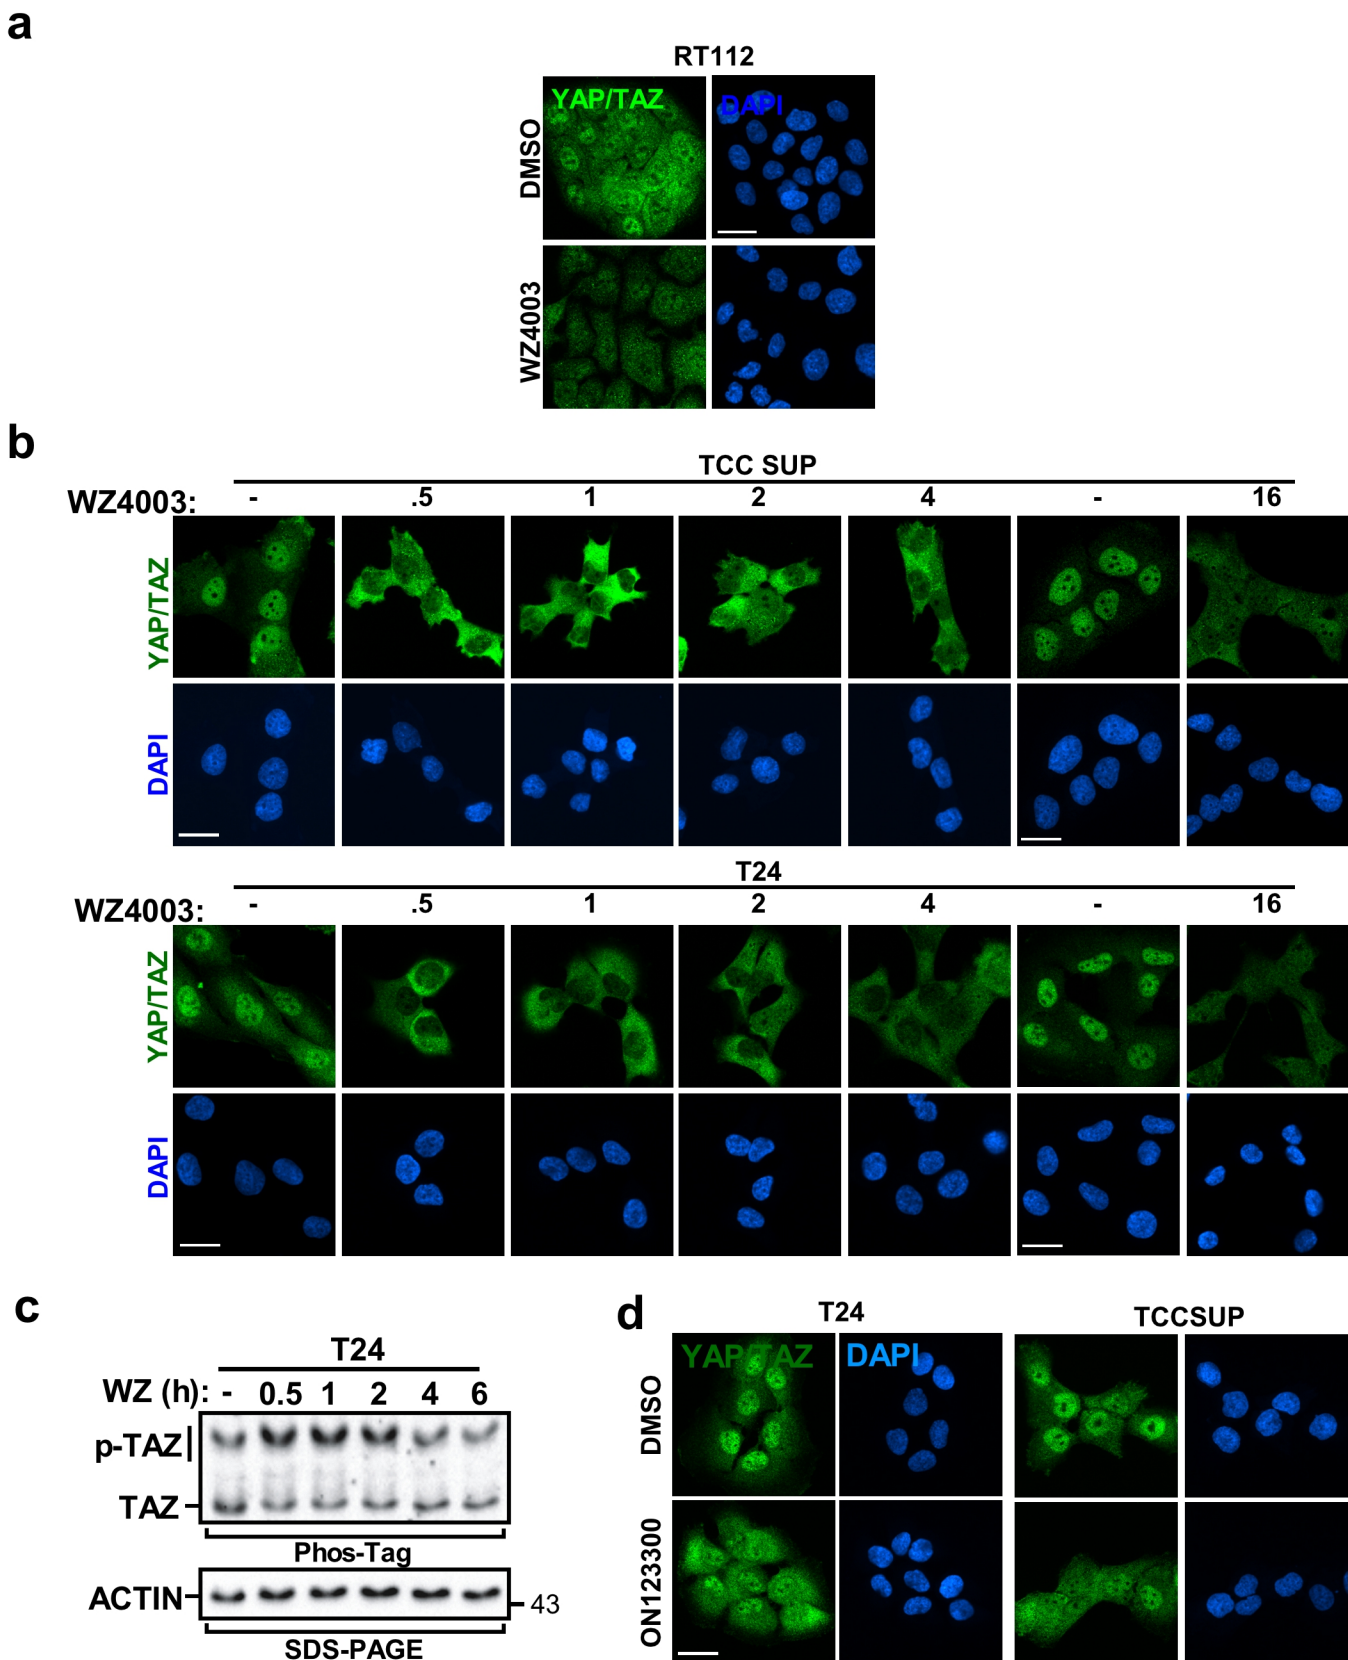 a
RT112
YAP/TAZ DAPI
DMSO
WZ4003
b
TCC SUP
WZ4003: - .5 1 2 4 - 16
YAP/TAZ
DAPI
T24
WZ4003: - .5 1 2 4 - 16
YAP/TAZ
DAPI
c
T24
WZ (h): - 0.5 1 2 4 6
p-TAZ
TAZ
Phos-Tag
ACTIN
43
SDS-PAGE
d
T24 TCCSUP
YAP/TAZ DAPI
DMSO
ON123300